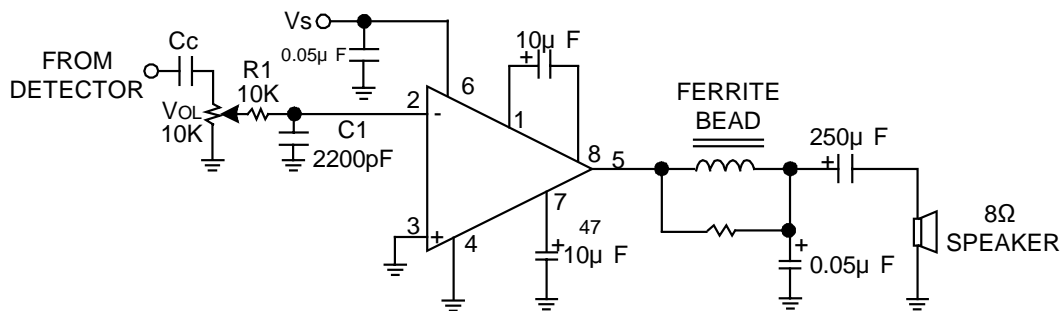 FROM
DETECTOR
Cc
VOL
10K
R1
10K
C1
2200pF
Vs
0.05μ F
6
2
-
3
+
4
1
+
10μ F
8
5
7
+
47
10μ F
FERRITE
BEAD
250μ F
+
+
0.05μ F
8Ω
SPEAKER